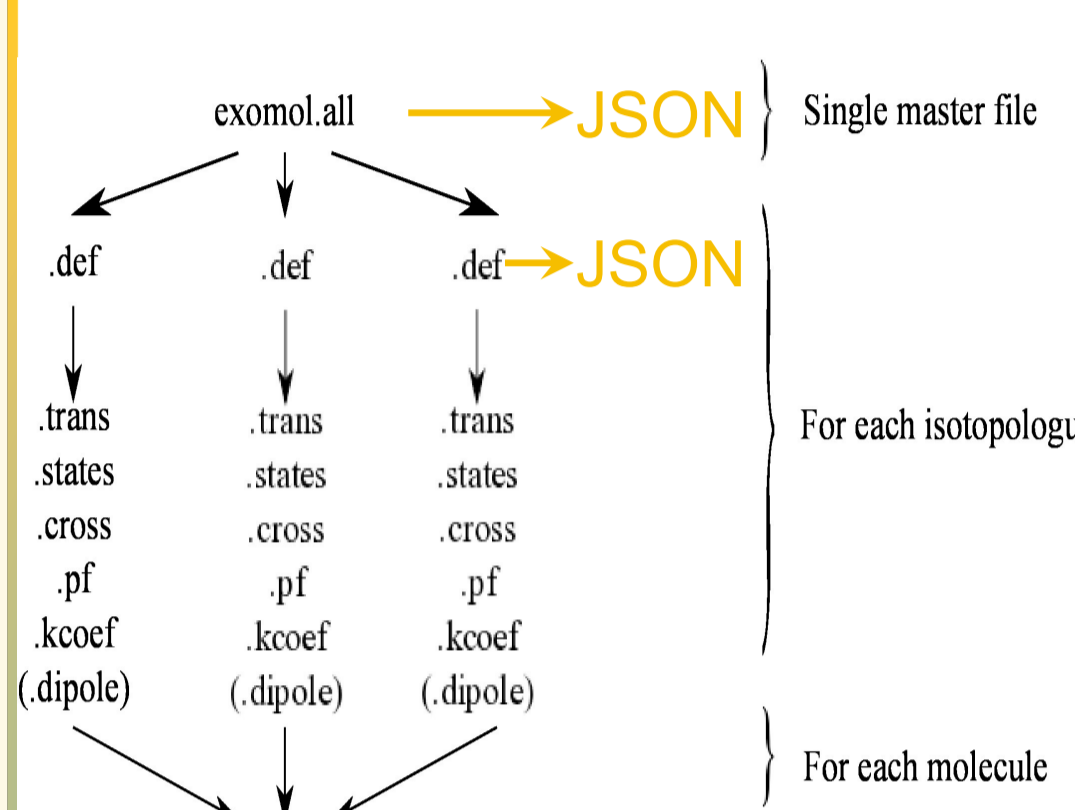 exomol.all JSON Single master file
.def .def .def JSON
.trans .trans .trans For each isotopologu
.states .states .states
.cross .cross .cross
.pf .pf .pf
.kcoef .kcoef .kcoef
(.dipole) (.dipole) (.dipole)
For each molecule